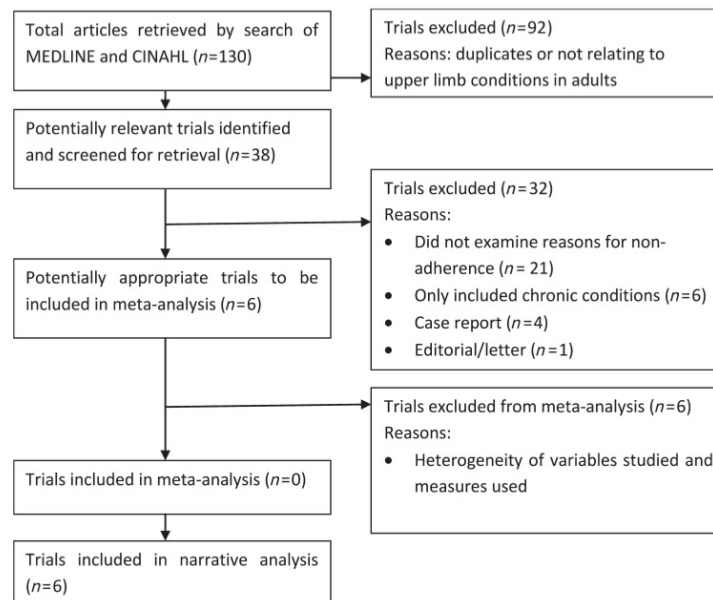 Total articles retrieved by search of
MEDLINE and CINAHL (n=130)
Trials excluded (n=92)
Reasons: duplicates or not relating to
upper limb conditions in adults
Potentially relevant trials identified
and screened for retrieval (n=38)
Trials excluded (n=32)
Reasons:
• Did not examine reasons for non-
adherence (n= 21)
• Only included chronic conditions (n=6)
• Case report (n=4)
• Editorial/letter (n=1)
Potentially appropriate trials to be
included in meta-analysis (n=6)
Trials excluded from meta-analysis (n=6)
Reasons:
• Heterogeneity of variables studied and
measures used
Trials included in meta-analysis (n=0)
Trials included in narrative analysis
(n=6)